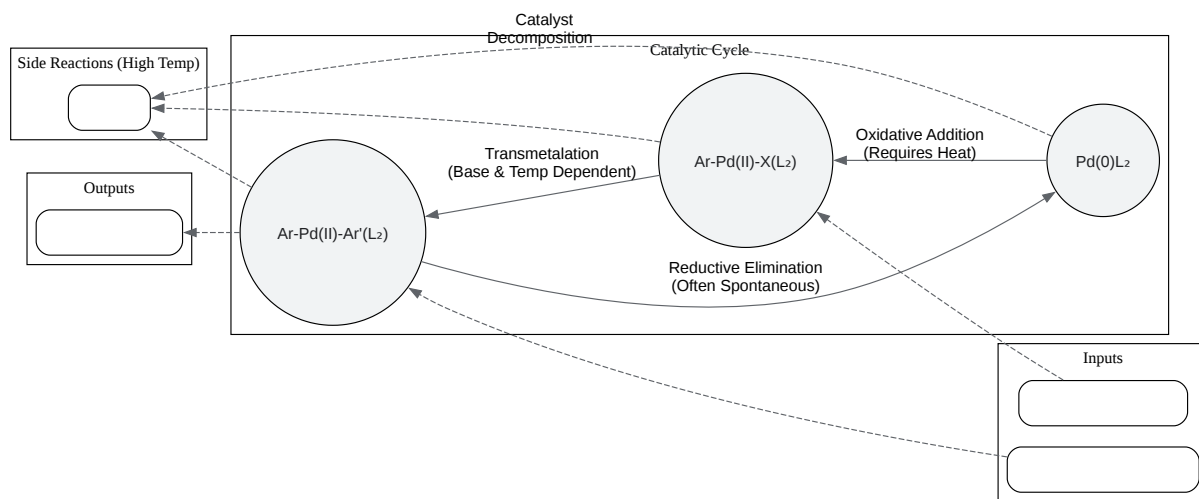 Catalyst
Decomposition
Catalytic Cycle
Side Reactions (High Temp)
Oxidative Addition
(Requires Heat)
Transmetalation
(Base & Temp Dependent)
Ar-Pd(II)-X(L₂)
Pd(0)L₂
Outputs
Ar-Pd(II)-Ar'(L₂)
Reductive Elimination
(Often Spontaneous)
Inputs